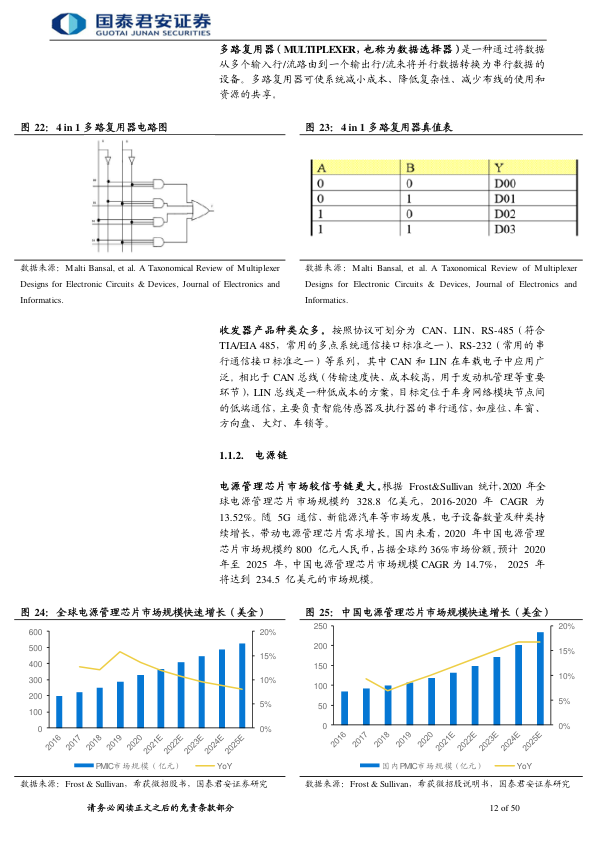 国泰君安证券
GUOTAI JUNAN SECURITIES
多路复用器（MULTIPLEXER，也称为数据选择器）是一种通过将数据
从多个输入行/流路由到一个输出行/流来将并行数据转换为串行数据的
设备。多路复用器可使系统减小成本、降低复杂性、减少布线的使用和
资源的共享。
图 22：4 in 1 多路复用器电路图
图 23：4 in 1 多路复用器真值表
A B Y
0 0 D00
0 1 D01
1 0 D02
1 1 D03
数据来源：Malti Bansal, et al. A Taxonomical Review of Multiplexer
Designs for Electronic Circuits & Devices, Journal of Electronics and
Informatics.
数据来源：Malti Bansal, et al. A Taxonomical Review of Multiplexer
Designs for Electronic Circuits & Devices, Journal of Electronics and
Informatics.
收发器产品种类众多。按照协议可划分为 CAN、LIN、RS-485（符合
TIA/EIA 485，常用的多点系统通信接口标准之一）、RS-232（常用的串
行通信接口标准之一）等系列，其中 CAN 和 LIN 在车载电子中应用广
泛。相比于 CAN 总线（传输速度快、成本较高，用于发动机管理等重要
环节），LIN 总线是一种低成本的方案，目标定位于车身网络模块节点间
的低端通信，主要负责智能传感器及执行器的串行通信，如座位、车窗、
方向盘、大灯、车锁等。
1.1.2. 电源链
电源管理芯片市场较信号链更大。根据 Frost&Sullivan 统计，2020 年全
球电源管理芯片市场规模约 328.8 亿美元、2016-2020 年 CAGR 为
13.52%。随 5G 通信、新能源汽车等市场发展，电子设备数量及种类持
续增长，带动电源管理芯片需求增长。国内来看，2020 年中国电源管理
芯片市场规模约 800 亿元人民币，占据全球约 36%市场份额。预计 2020
年至 2025 年，中国电源管理芯片市场规模 CAGR 为 14.7%， 2025 年
将达到 234.5 亿美元的市场规模。
图 24：全球电源管理芯片市场规模快速增长（美金）
600
500
400
300
200
100
0
20%
15%
10%
5%
0%
2016 2017 2018 2019 2020 2021E 2022E 2023E 2024E 2025E
PMIC市场规模（亿元） YoY
图 25：中国电源管理芯片市场规模快速增长（美金）
250
200
150
100
50
0
20%
15%
10%
5%
0%
2016 2017 2018 2019 2020 2021E 2022E 2023E 2024E 2025E
国内PMIC市场规模（亿元） YoY
数据来源：Frost & Sullivan，希荻微招股书、国泰君安证券研究
数据来源：Frost & Sullivan，希荻微招股说明书、国泰君安证券研究
请务必阅读正文之后的免责条款部分
12 of 50